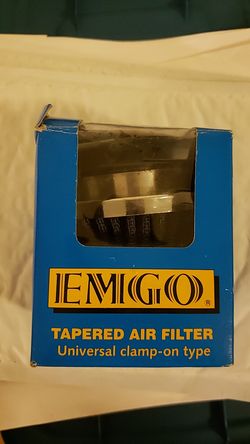 EMGO®
TAPERED AIR FILTER
Universal clamp-on type